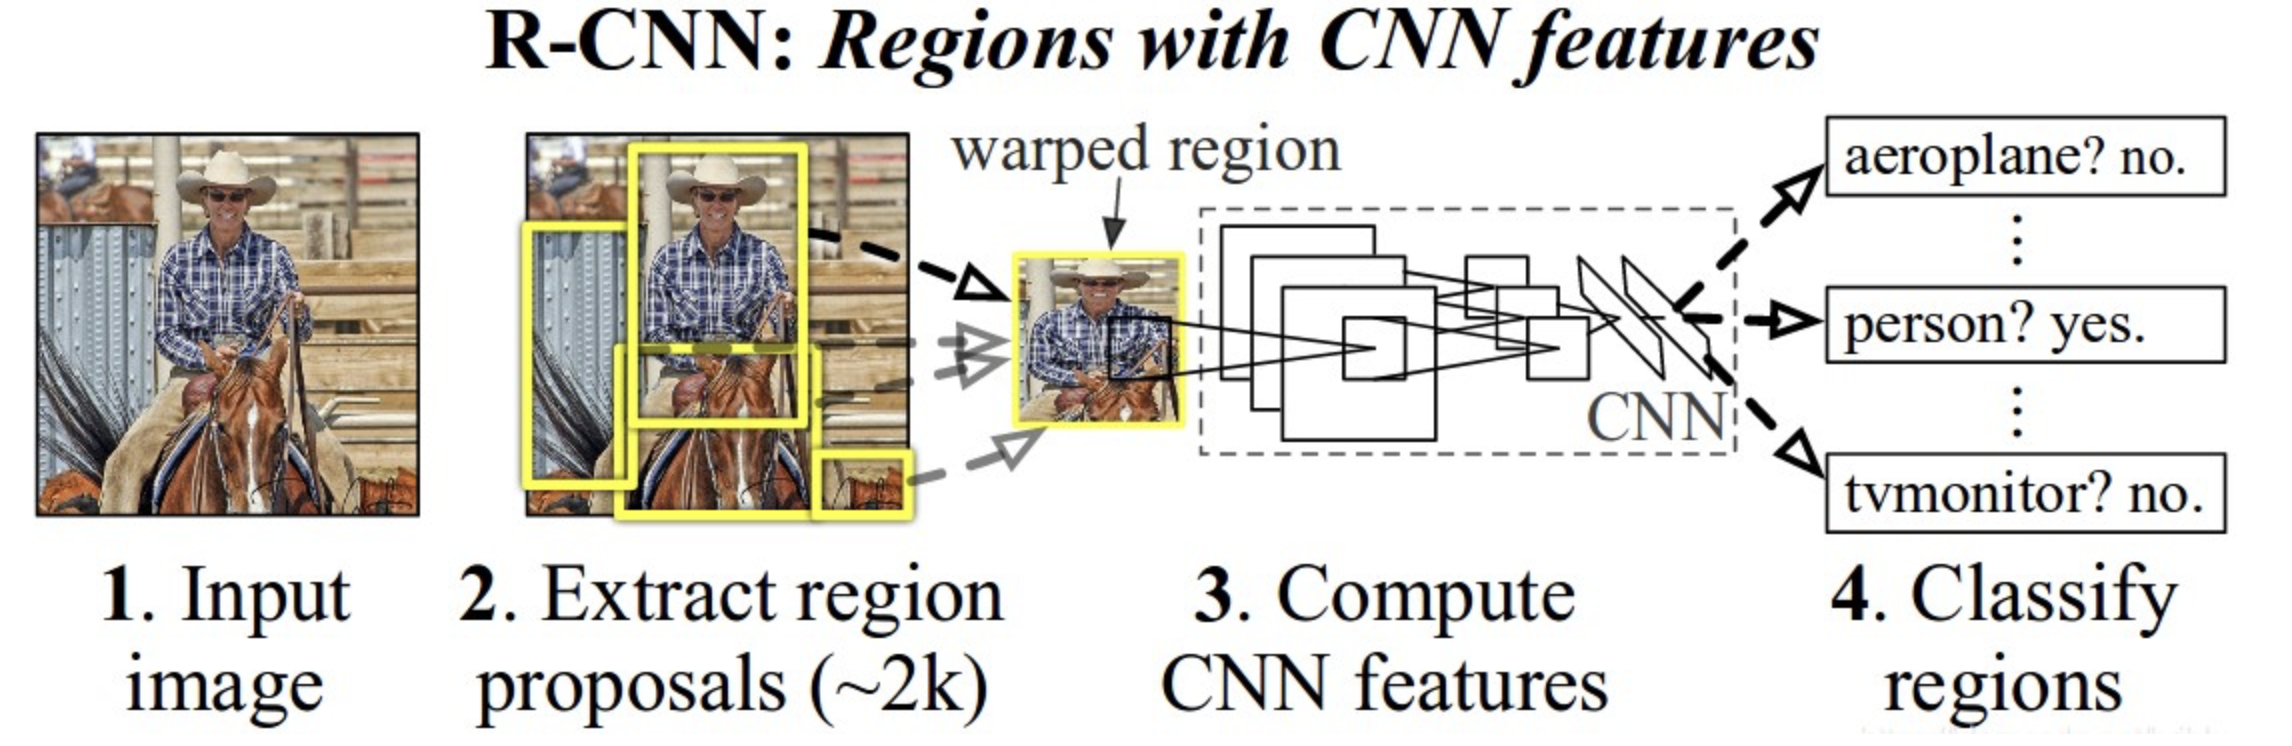 R-CNN: Regions with CNN features
warped region
aeroplane? no.
person? yes.
tvmonitor? no.
CNN
1. Input
image
2. Extract region
proposals (~2k)
3. Compute
CNN features
4. Classify
regions